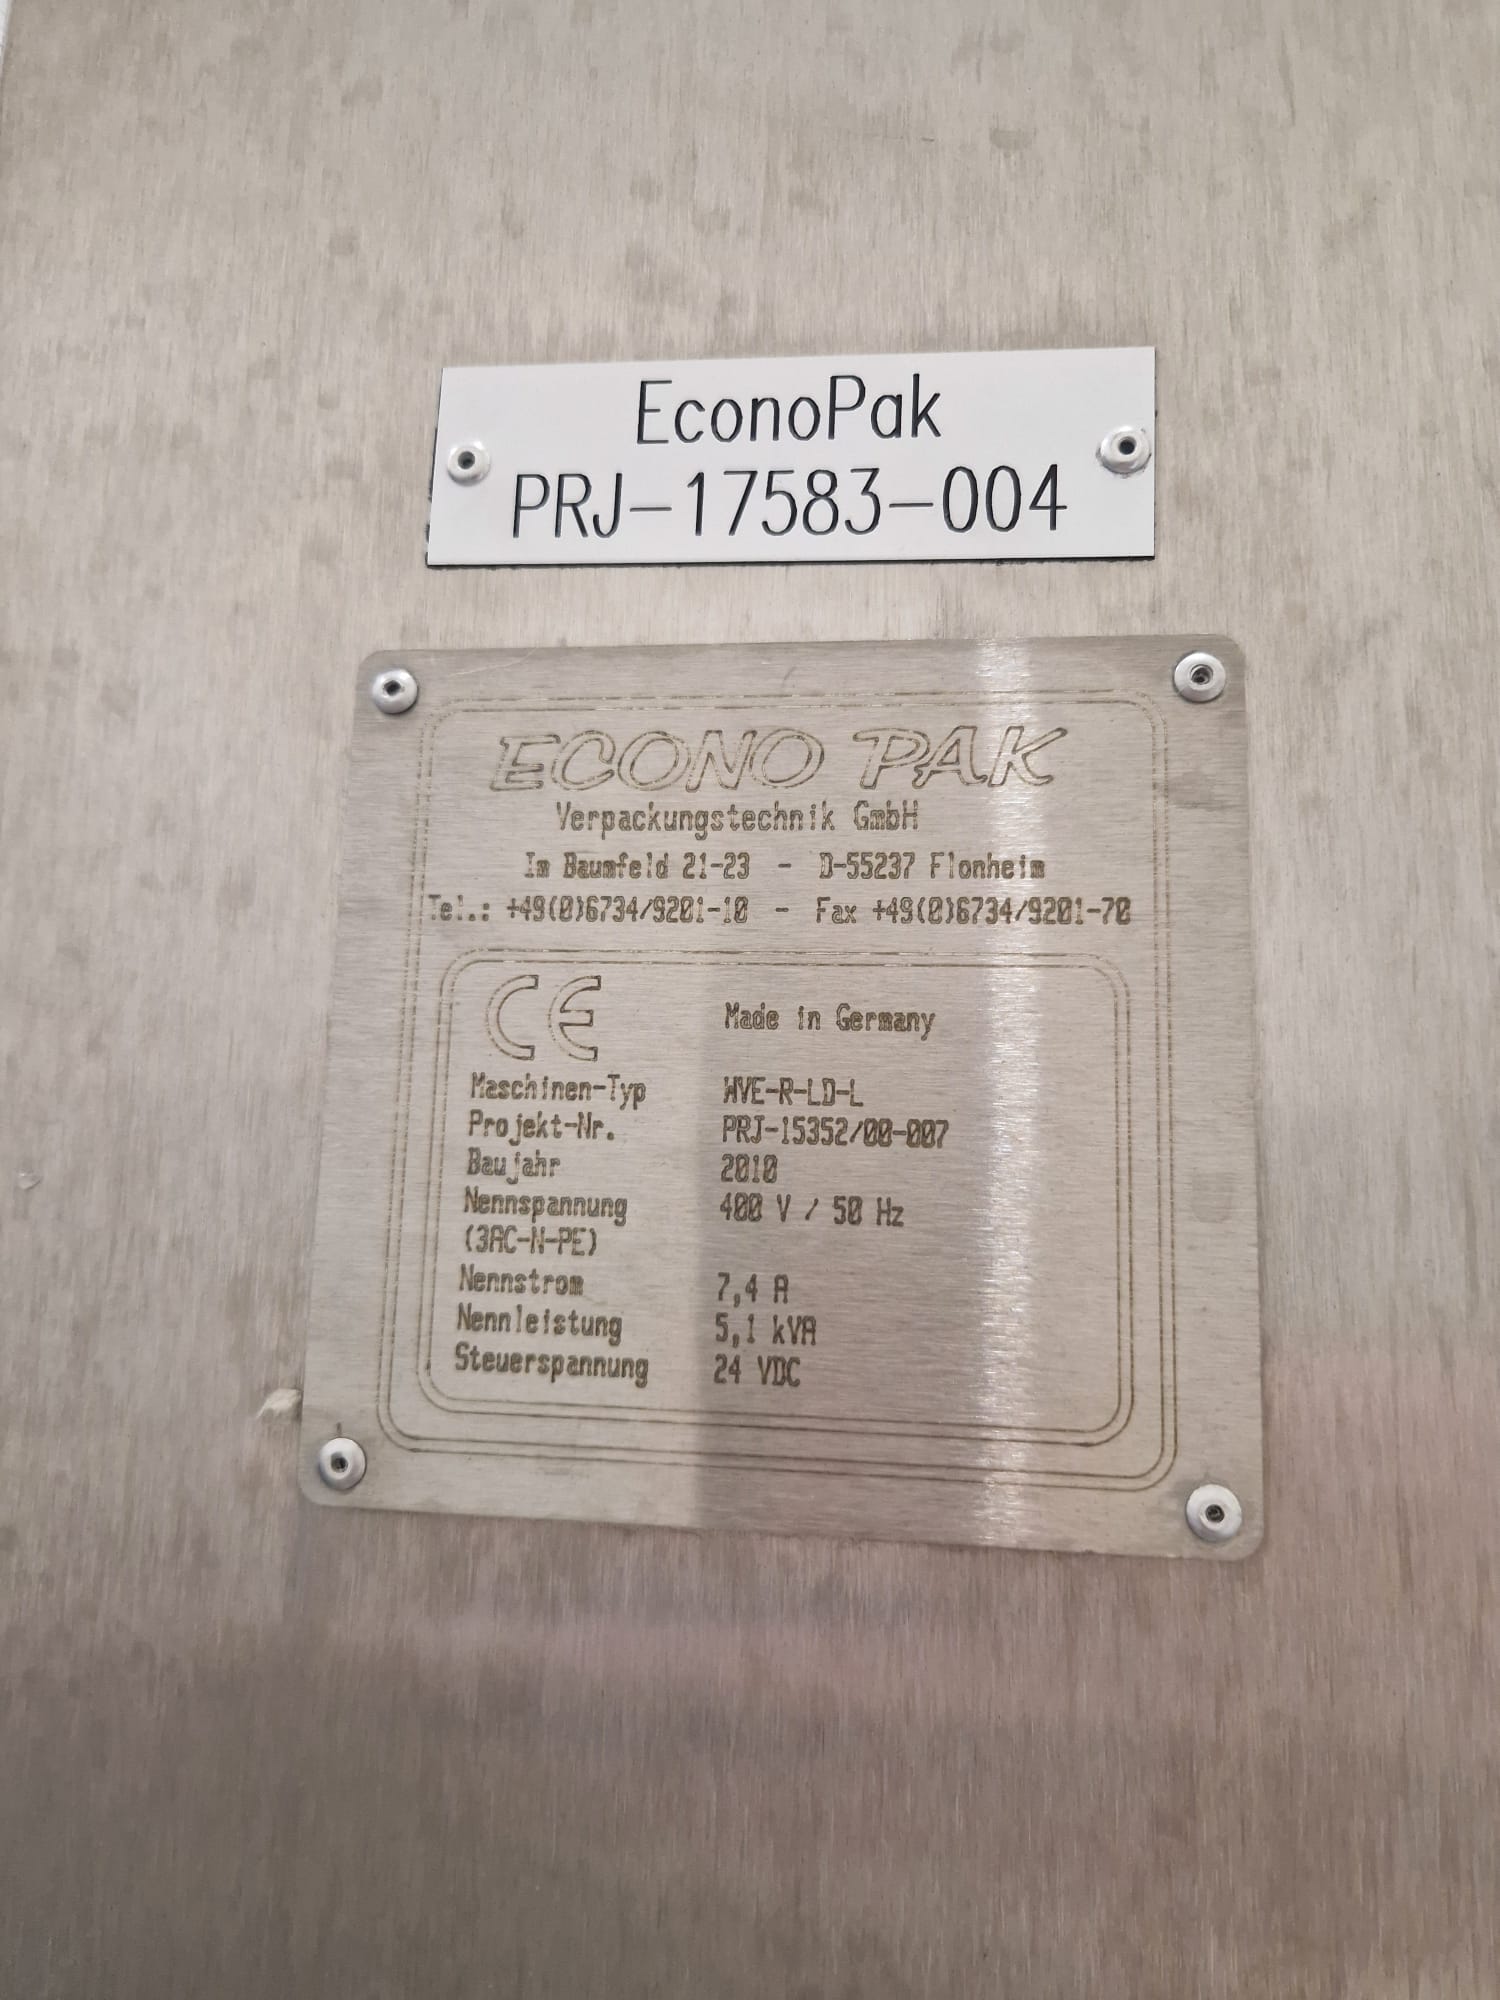 EconoPak
PRJ-17583-004
ECONO PAK
Verpackungstechnik GmbH
Im Baumfeld 21-23 - D-55237 Flonheim
Tel.: +49(0)6734/9201-10 - Fax +49(0)6734/9201-70
CE Made in Germany
Maschinen-Typ WVE-R-LD-L
Projekt-Nr. PRJ-15352/00-007
Baujahr 2010
Nennspannung 400 V / 50 Hz
(3AC-N-PE)
Nennstrom 7,4 A
Nennleistung 5,1 kVA
Steuerspannung 24 VDC